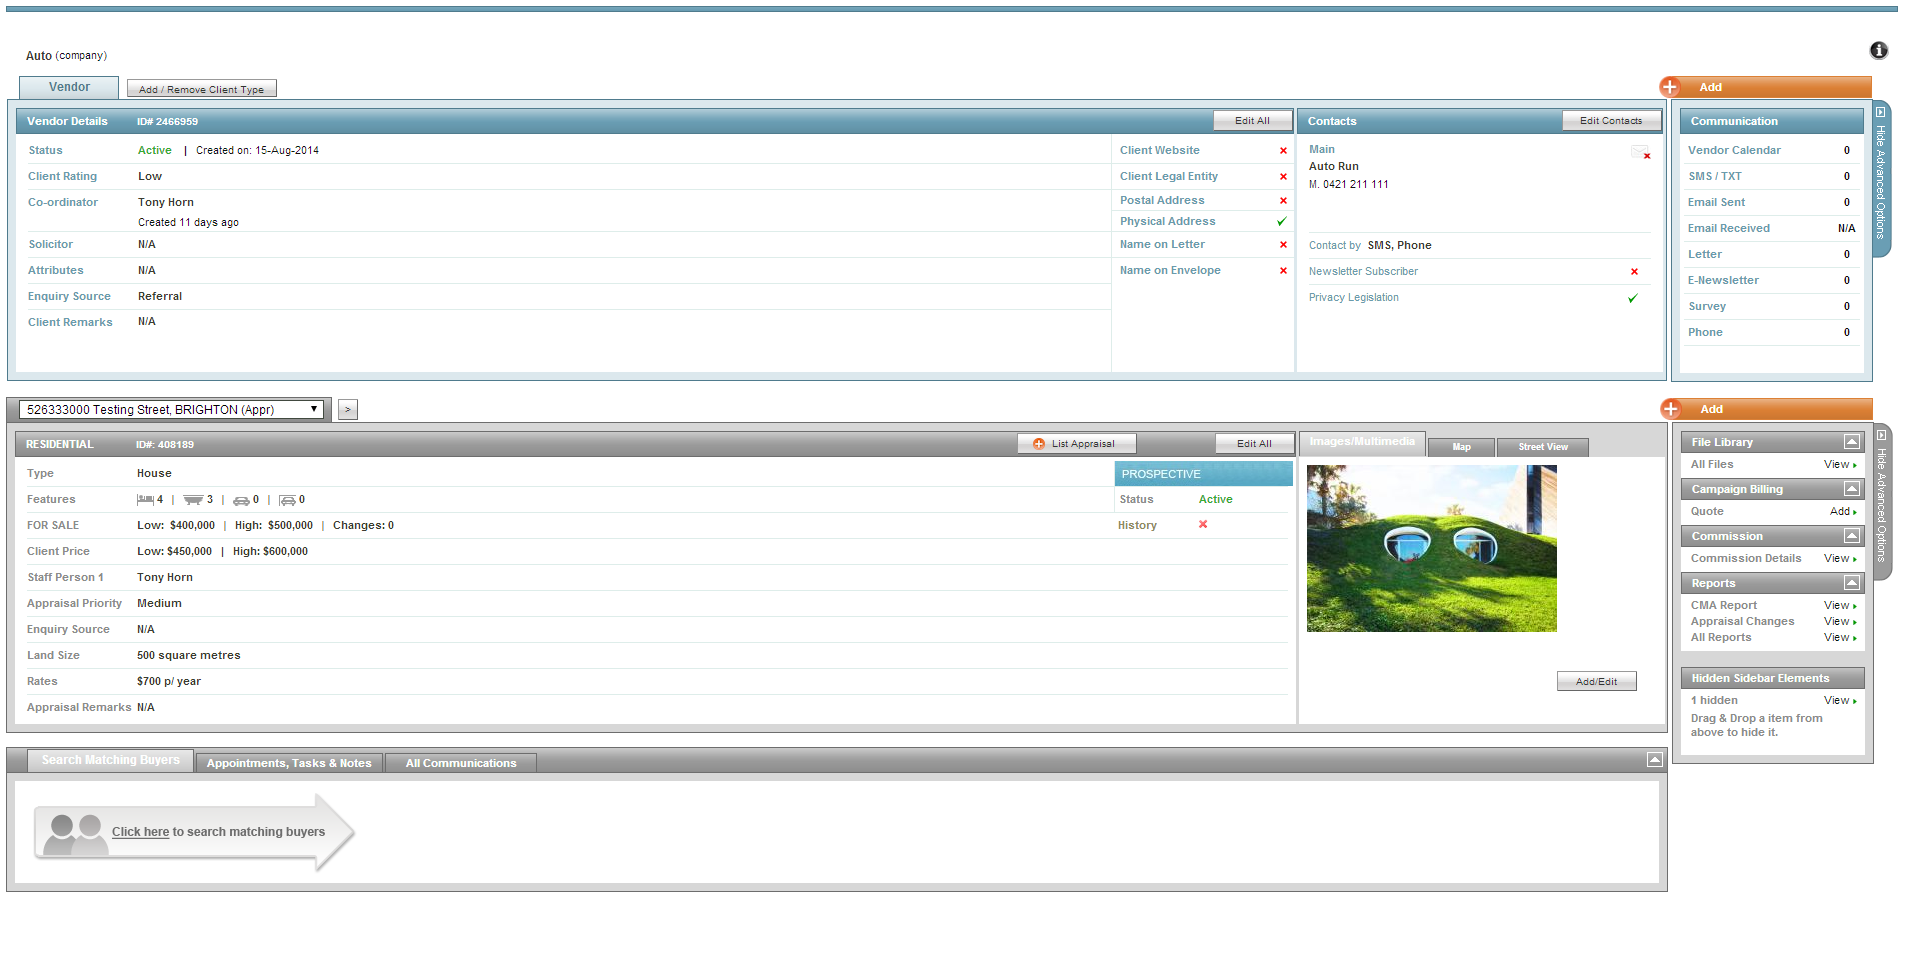 Auto (company)
Vendor
Add / Remove Client Type
Add
Vendor Details ID# 2466959
Edit All
Status Active | Created on: 15-Aug-2014
Client Rating Low
Co-ordinator Tony Horn
Created 11 days ago
Solicitor N/A
Attributes N/A
Enquiry Source Referral
Client Remarks N/A
Client Website
Client Legal Entity
Postal Address
Physical Address
Name on Letter
Name on Envelope
Contacts
Edit Contacts
Main
Auto Run
M. 0421 211 111
Contact by SMS, Phone
Newsletter Subscriber
Privacy Legislation
Communication
Vendor Calendar 0
SMS / TXT 0
Email Sent 0
Email Received N/A
Letter 0
E-Newsletter 0
Survey 0
Phone 0
Hide Advanced Options
526333000 Testing Street, BRIGHTON (Appr)
>
Add
RESIDENTIAL ID#: 408189
List Appraisal
Edit All
Type House
Features 4 | 3 | 0 | 0
FOR SALE Low: $400,000 | High: $500,000 | Changes: 0
Client Price Low: $450,000 | High: $600,000
Staff Person 1 Tony Horn
Appraisal Priority Medium
Enquiry Source N/A
Land Size 500 square metres
Rates $700 p/ year
Appraisal Remarks N/A
PROSPECTIVE
Status Active
History
Images/Multimedia
Map
Street View
Add/Edit
File Library
All Files View
Campaign Billing
Quote Add
Commission
Commission Details View
Reports
CMA Report View
Appraisal Changes View
All Reports View
Hidden Sidebar Elements
1 hidden View
Drag & Drop a item from
above to hide it.
Hide Advanced Options
Search Matching Buyers
Appointments, Tasks & Notes
All Communications
Click here to search matching buyers